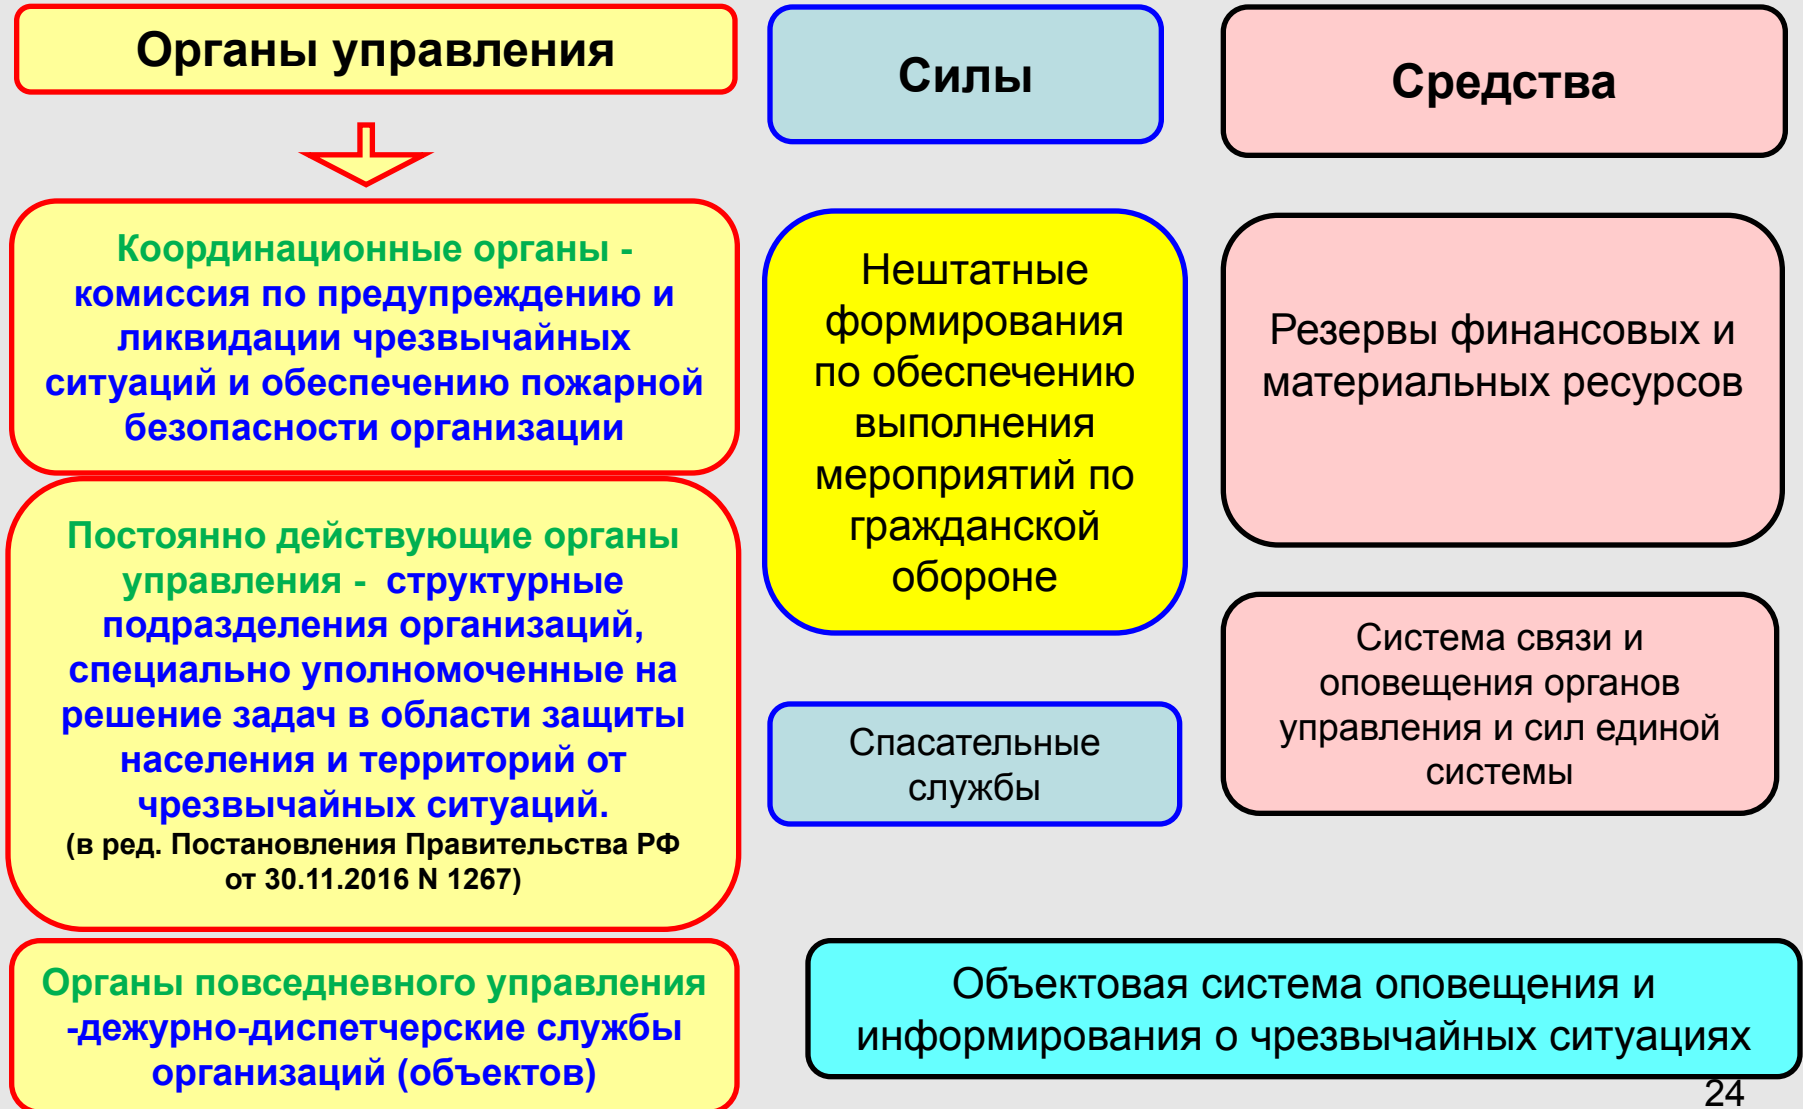 Органы управления
Силы
Средства
Координационные органы -
комиссия по предупреждению и
ликвидации чрезвычайных
ситуаций и обеспечению пожарной
безопасности организации
Постоянно действующие органы
управления - структурные
подразделения организаций,
специально уполномоченные на
решение задач в области защиты
населения и территорий от
чрезвычайных ситуаций.
(в ред. Постановления Правительства РФ
от 30.11.2016 N 1267)
Органы повседневного управления
-дежурно-диспетчерские службы
организаций (объектов)
Нештатные
формирования
по обеспечению
выполнения
мероприятий по
гражданской
обороне
Спасательные
службы
Резервы финансовых и
материальных ресурсов
Система связи и
оповещения органов
управления и сил единой
системы
Объектовая система оповещения и
информирования о чрезвычайных ситуациях
24